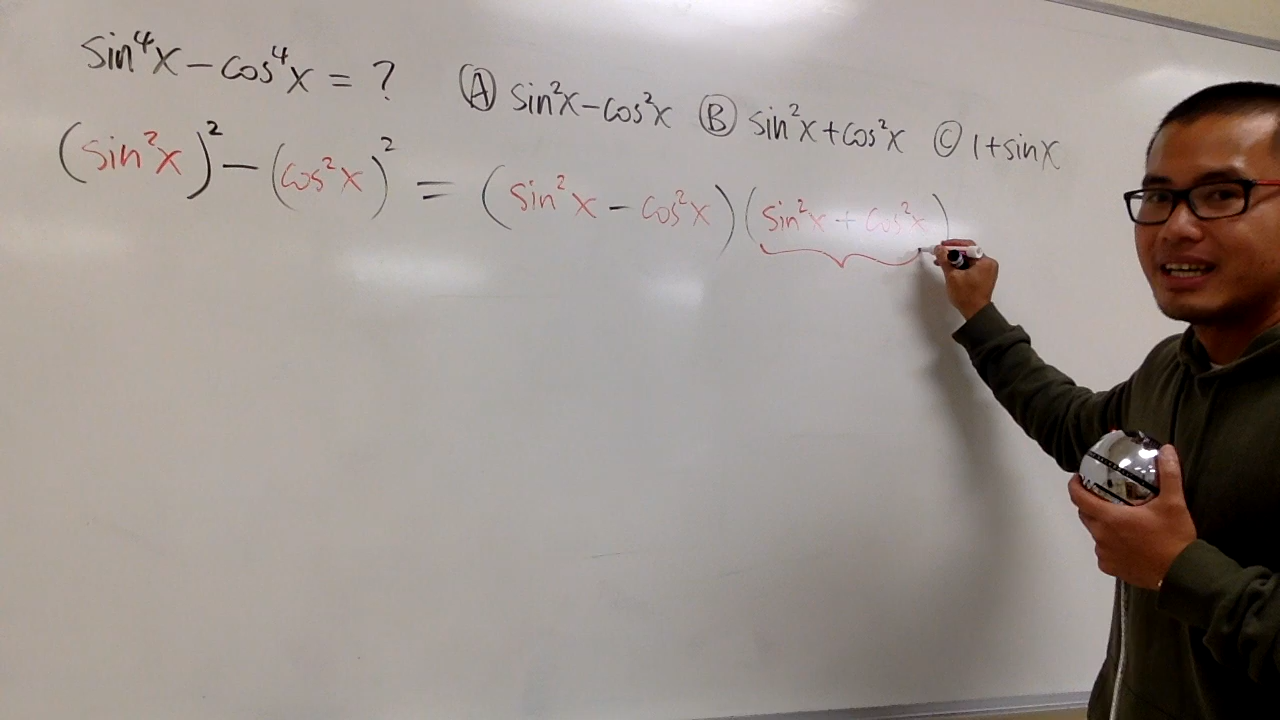 sin⁴x − cos⁴x = ? Ⓐ sin²x − cos²x Ⓑ sin²x + cos²x Ⓒ 1 + sinx
(sin²x)² − (cos²x)² = (sin²x − cos²x)(sin²x + cos²x)